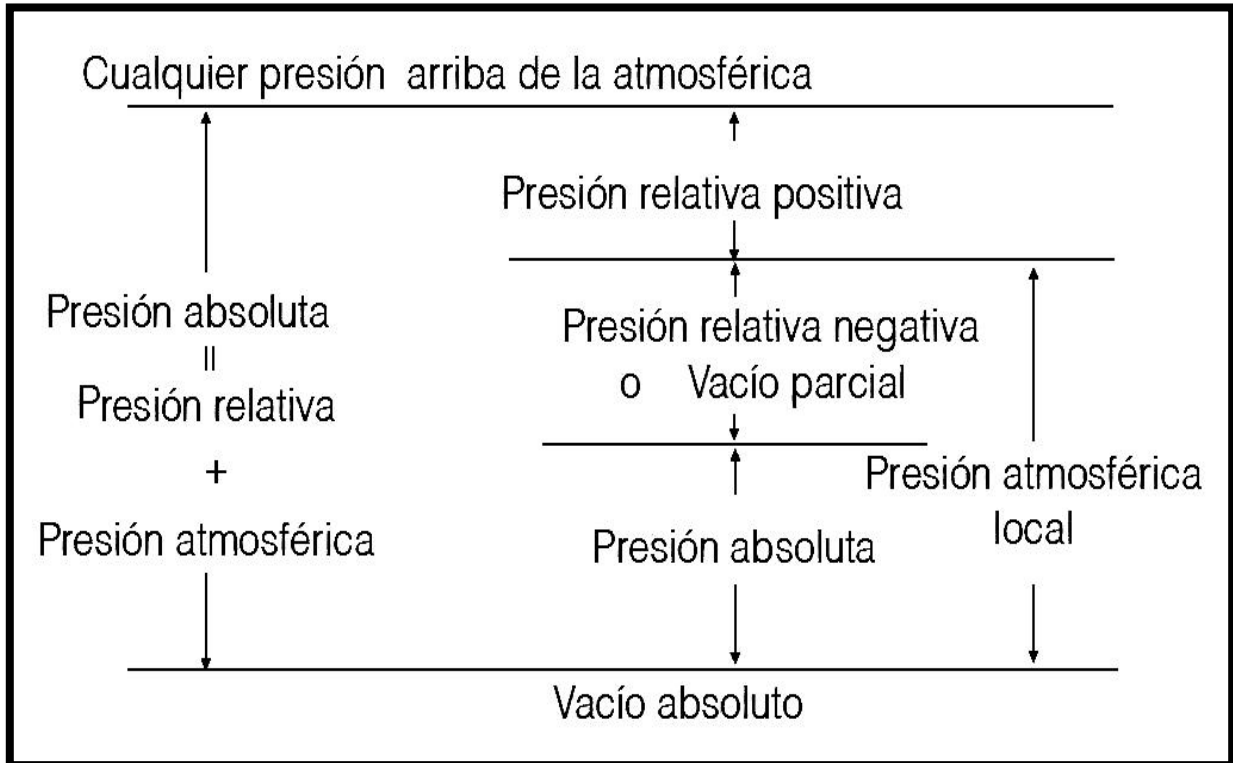 Cualquier presión arriba de la atmosférica
Presión relativa positiva
Presión absoluta
=
Presión relativa
+
Presión atmosférica
Presión relativa negativa
o Vacío parcial
Presión absoluta
Presión atmosférica
local
Vacío absoluto